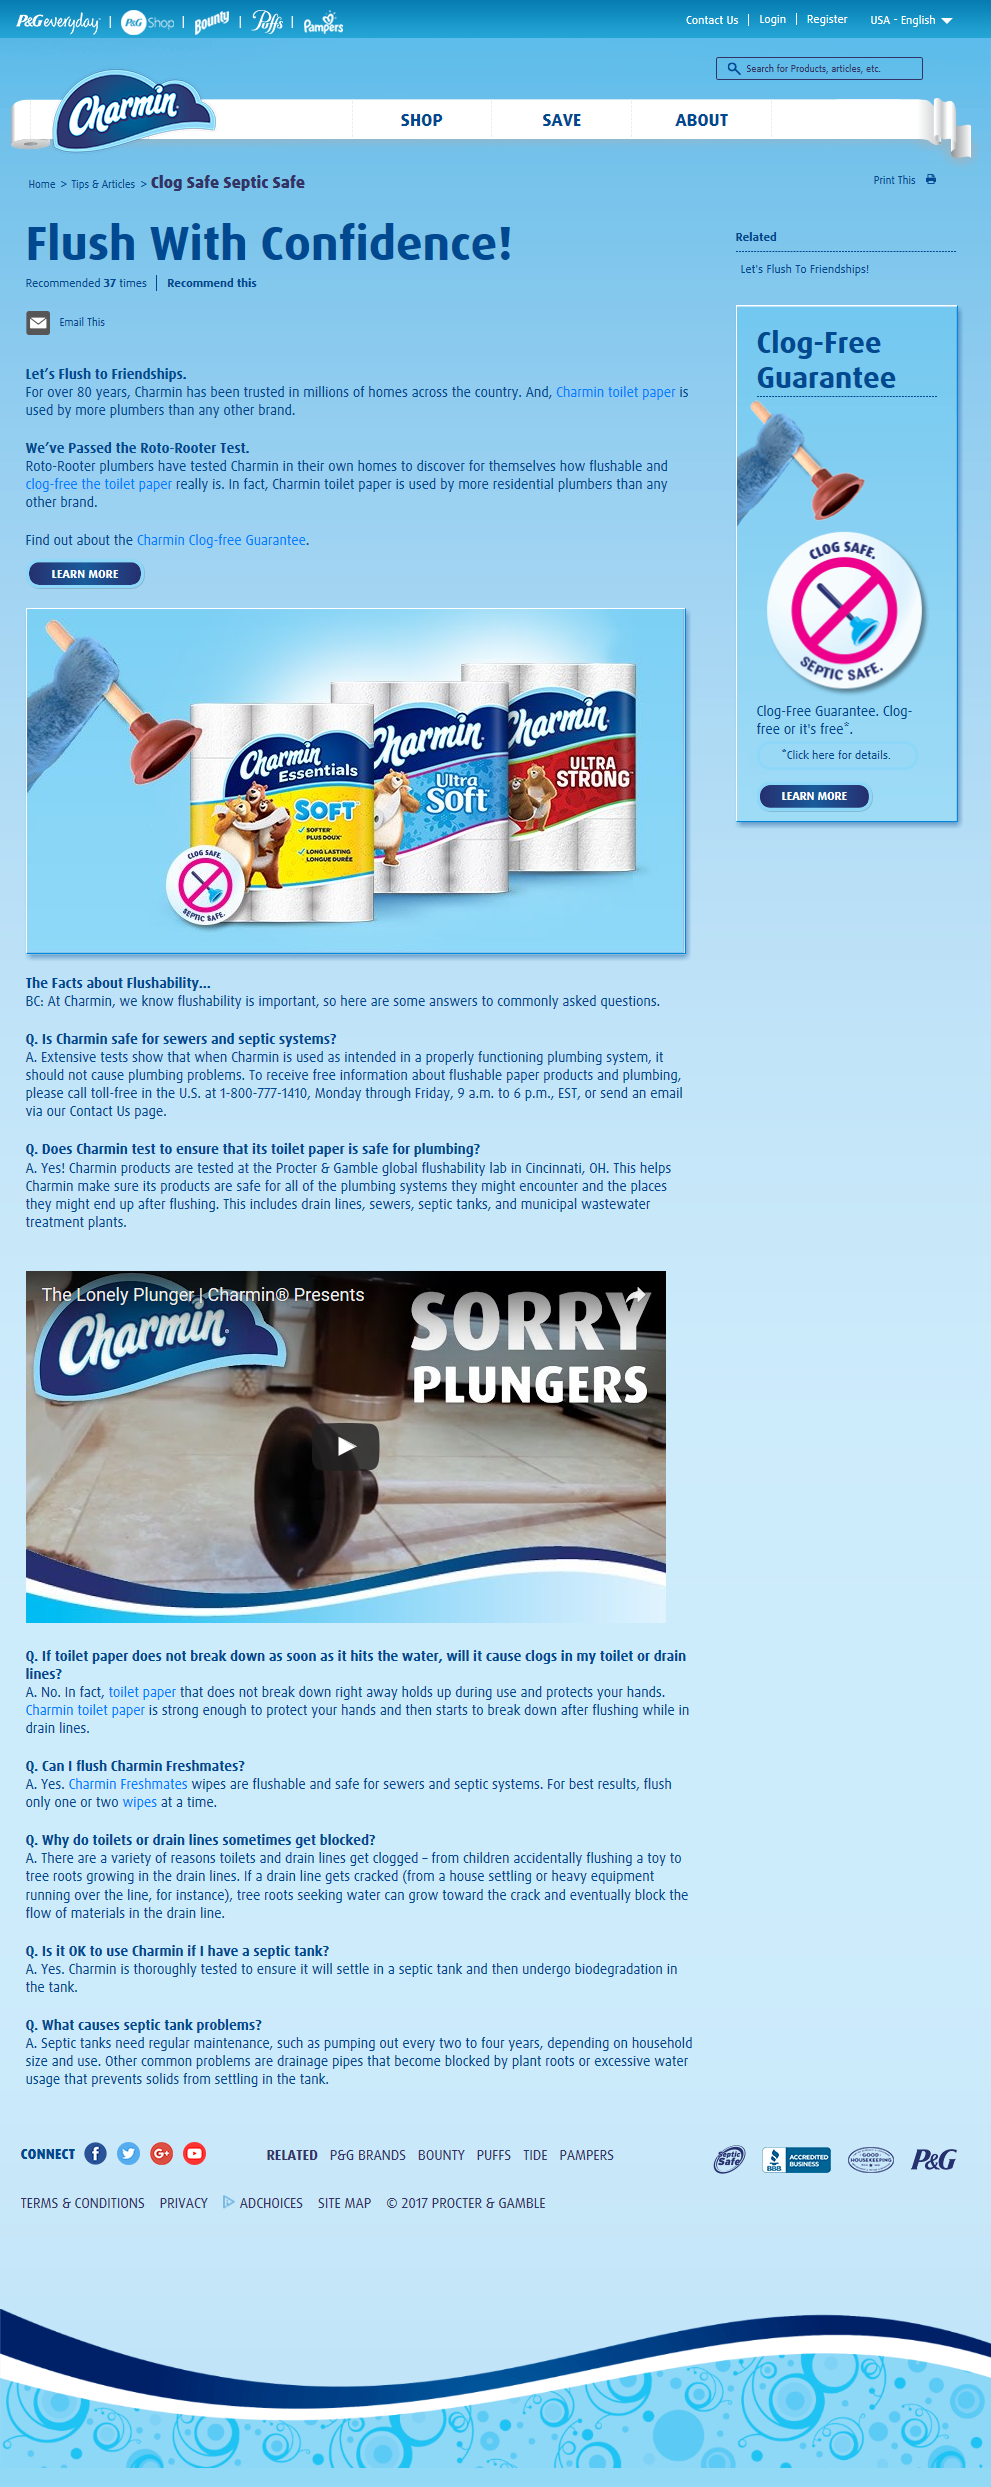 P&G everyday | P&G Shop | Bounty | Puffs | Pampers
Contact Us | Login | Register USA - English
Search for Products, articles, etc.
Charmin
SHOP SAVE ABOUT
Home > Tips & Articles > Clog Safe Septic Safe
Print This
Flush With Confidence!
Recommended 37 times | Recommend this
Email This
Let's Flush to Friendships.
For over 80 years, Charmin has been trusted in millions of homes across the country. And, Charmin toilet paper is
used by more plumbers than any other brand.
We've Passed the Roto-Rooter Test.
Roto-Rooter plumbers have tested Charmin in their own homes to discover for themselves how flushable and
clog-free the toilet paper really is. In fact, Charmin toilet paper is used by more residential plumbers than any
other brand.
Find out about the Charmin Clog-free Guarantee.
LEARN MORE
Charmin
Essentials
SOFT
SOFTER*
PLUS DOUX*
LONG LASTING
LONGUE DURÉE
CLOG SAFE.
SEPTIC SAFE.
Charmin
Ultra
Soft
Charmin
ULTRA
STRONG
Related
Let's Flush To Friendships!
Clog-Free
Guarantee
CLOG SAFE.
SEPTIC SAFE.
Clog-Free Guarantee. Clog-
free or it's free*.
*Click here for details.
LEARN MORE
The Facts about Flushability...
BC: At Charmin, we know flushability is important, so here are some answers to commonly asked questions.
Q. Is Charmin safe for sewers and septic systems?
A. Extensive tests show that when Charmin is used as intended in a properly functioning plumbing system, it
should not cause plumbing problems. To receive free information about flushable paper products and plumbing,
please call toll-free in the U.S. at 1-800-777-1410, Monday through Friday, 9 a.m. to 6 p.m., EST, or send an email
via our Contact Us page.
Q. Does Charmin test to ensure that its toilet paper is safe for plumbing?
A. Yes! Charmin products are tested at the Procter & Gamble global flushability lab in Cincinnati, OH. This helps
Charmin make sure its products are safe for all of the plumbing systems they might encounter and the places
they might end up after flushing. This includes drain lines, sewers, septic tanks, and municipal wastewater
treatment plants.
The Lonely Plunger | Charmin® Presents
Charmin
SORRY
PLUNGERS
Q. If toilet paper does not break down as soon as it hits the water, will it cause clogs in my toilet or drain
lines?
A. No. In fact, toilet paper that does not break down right away holds up during use and protects your hands.
Charmin toilet paper is strong enough to protect your hands and then starts to break down after flushing while in
drain lines.
Q. Can I flush Charmin Freshmates?
A. Yes. Charmin Freshmates wipes are flushable and safe for sewers and septic systems. For best results, flush
only one or two wipes at a time.
Q. Why do toilets or drain lines sometimes get blocked?
A. There are a variety of reasons toilets and drain lines get clogged – from children accidentally flushing a toy to
tree roots growing in the drain lines. If a drain line gets cracked (from a house settling or heavy equipment
running over the line, for instance), tree roots seeking water can grow toward the crack and eventually block the
flow of materials in the drain line.
Q. Is it OK to use Charmin if I have a septic tank?
A. Yes. Charmin is thoroughly tested to ensure it will settle in a septic tank and then undergo biodegradation in
the tank.
Q. What causes septic tank problems?
A. Septic tanks need regular maintenance, such as pumping out every two to four years, depending on household
size and use. Other common problems are drainage pipes that become blocked by plant roots or excessive water
usage that prevents solids from settling in the tank.
CONNECT
RELATED P&G BRANDS BOUNTY PUFFS TIDE PAMPERS
Septic Safe
BBB ACCREDITED BUSINESS
GOOD HOUSEKEEPING
P&G
TERMS & CONDITIONS PRIVACY ADCHOICES SITE MAP © 2017 PROCTER & GAMBLE